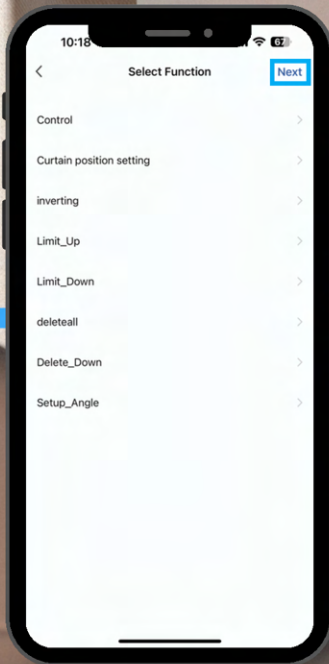 10:18
67
Select Function
Next
Control
Curtain position setting
inverting
Limit_Up
Limit_Down
deleteall
Delete_Down
Setup_Angle